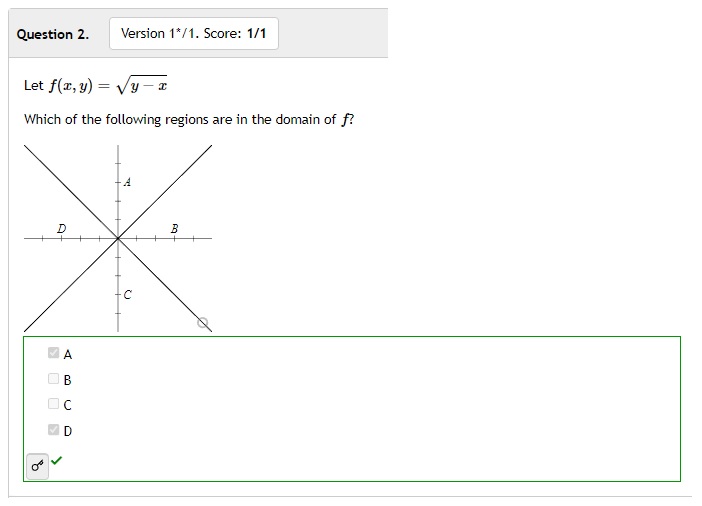 Question 2. Version 1*/1. Score: 1/1
Let f(x, y) = √y − x
Which of the following regions are in the domain of f?
A
D B
C
A
B
C
D